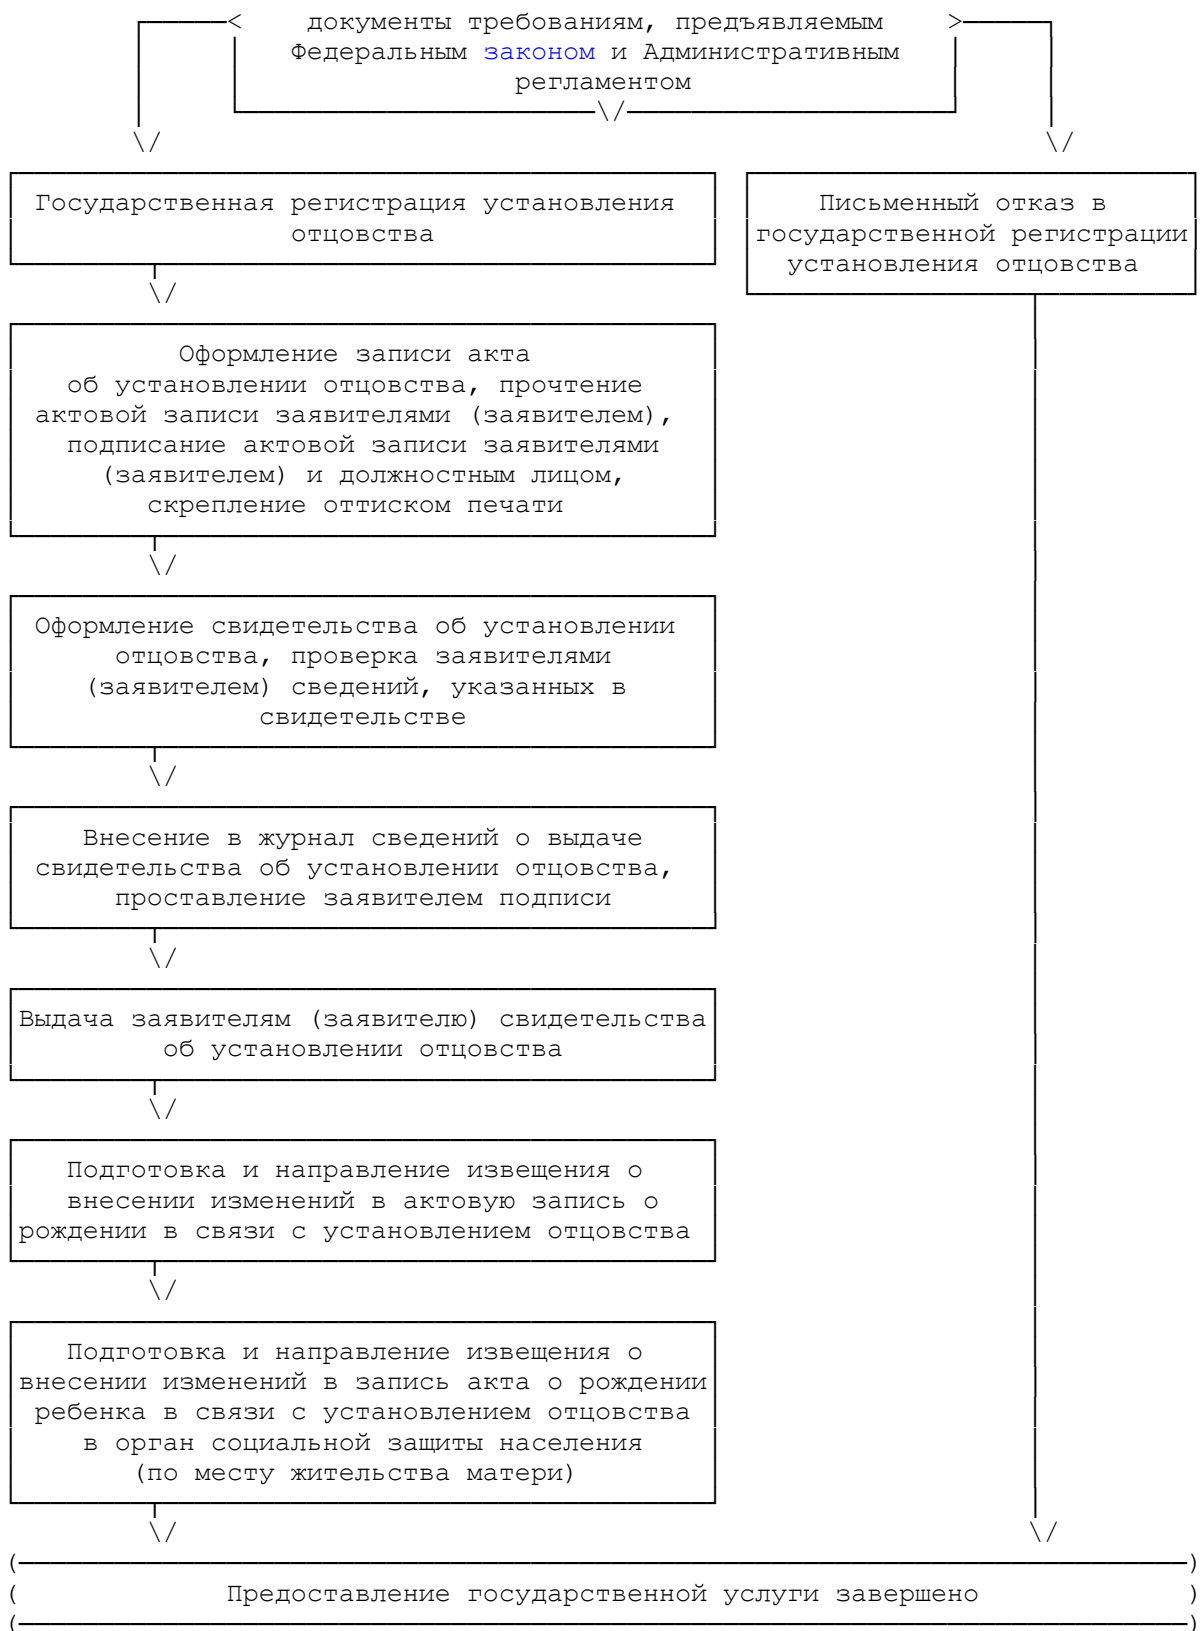 документы требованиям, предъявляемым
Федеральным законом и Административным
регламентом
Государственная регистрация установления
отцовства
Письменный отказ в
государственной регистрации
установления отцовства
Оформление записи акта
об установлении отцовства, прочтение
актовой записи заявителями (заявителем),
подписание актовой записи заявителями
(заявителем) и должностным лицом,
скрепление оттиском печати
Оформление свидетельства об установлении
отцовства, проверка заявителями
(заявителем) сведений, указанных в
свидетельстве
Внесение в журнал сведений о выдаче
свидетельства об установлении отцовства,
проставление заявителем подписи
Выдача заявителям (заявителю) свидетельства
об установлении отцовства
Подготовка и направление извещения о
внесении изменений в актовую запись о
рождении в связи с установлением отцовства
Подготовка и направление извещения о
внесении изменений в запись акта о рождении
ребенка в связи с установлением отцовства
в орган социальной защиты населения
(по месту жительства матери)
Предоставление государственной услуги завершено